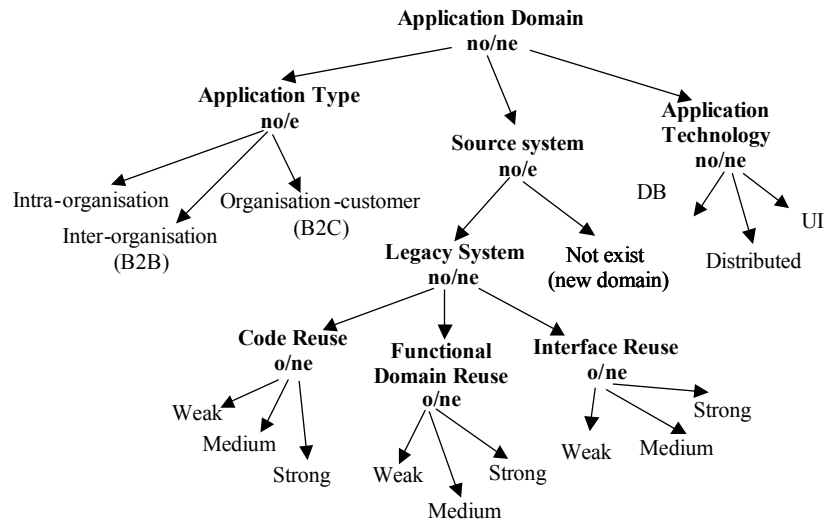 Application Domain
no/ne
Application Type
no/e
Source system
no/e
Application
Technology
no/ne
Intra-organisation
Inter-organisation
(B2B)
Organisation-customer
(B2C)
DB
Distributed
UI
Legacy System
no/ne
Not exist
(new domain)
Code Reuse
o/ne
Functional
Domain Reuse
o/ne
Interface Reuse
o/ne
Weak
Medium
Strong
Weak
Medium
Strong
Weak
Medium
Strong